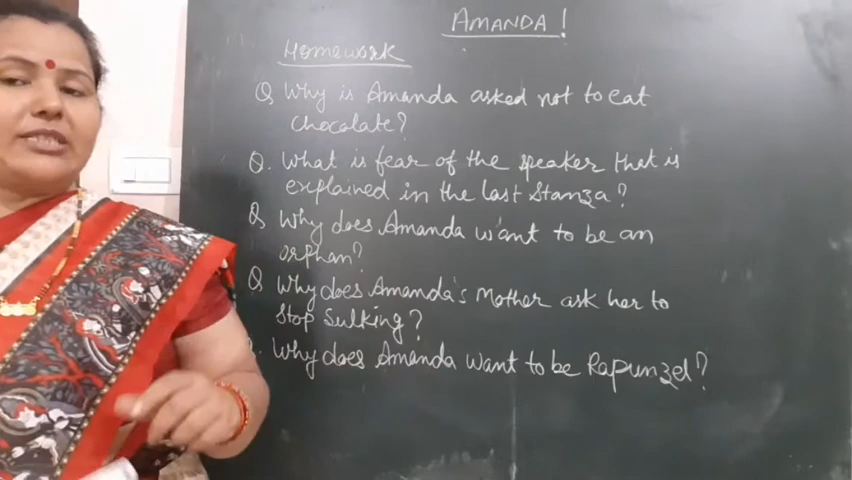 AMANDA!
Homework
Q Why is Amanda asked not to eat
chocolate?
Q. What is fear of the speaker that is
explained in the last stanza?
Q Why does Amanda want to be an
orphan?
Q Why does Amanda's Mother ask her to
stop sulking?
. Why does Amanda want to be Rapunzel?